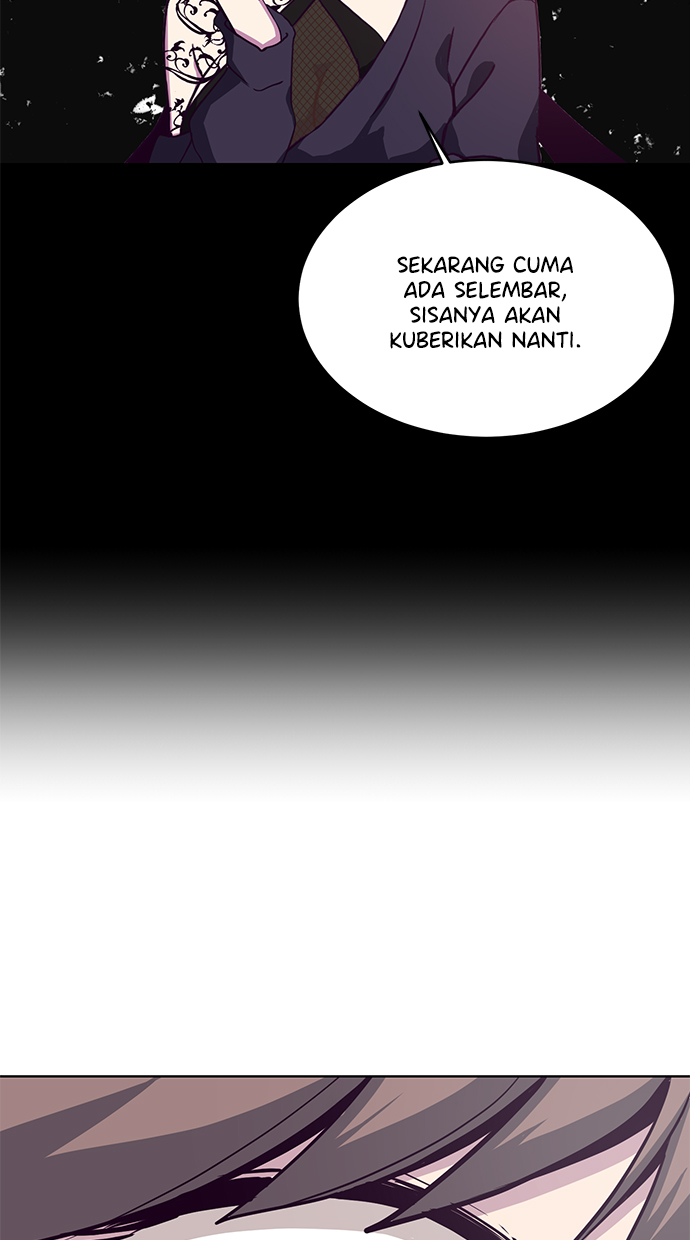 SEKARANG CUMA
ADA SELEMBAR,
SISANYA AKAN
KUBERIKAN NANTI.